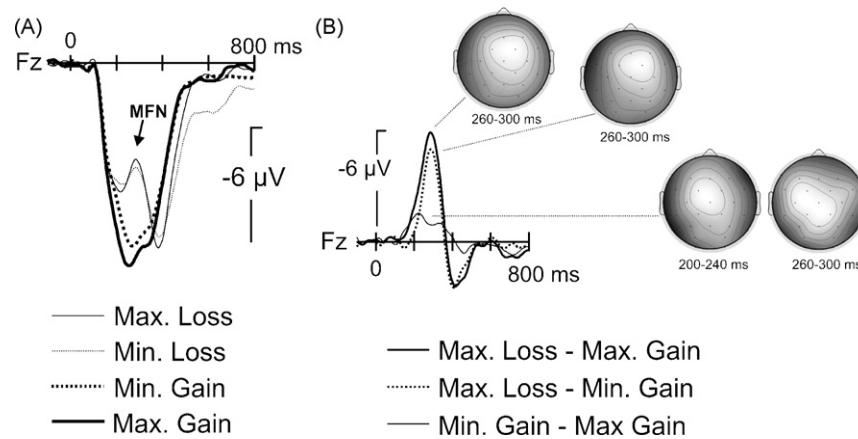 (A)
0
800 ms
Fz
MFN
-6 µV
Max. Loss
Min. Loss
Min. Gain
Max. Gain
(B)
260-300 ms
260-300 ms
-6 µV
Fz
0
800 ms
200-240 ms
260-300 ms
Max. Loss - Max. Gain
Max. Loss - Min. Gain
Min. Gain - Max Gain